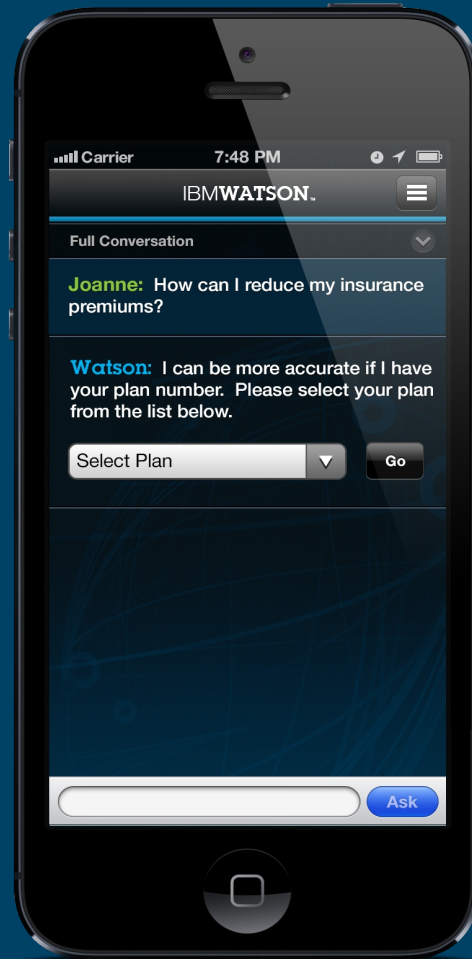 Carrier 7:48 PM
IBMWATSON™
Full Conversation
Joanne: How can I reduce my insurance
premiums?
Watson: I can be more accurate if I have
your plan number. Please select your plan
from the list below.
Select Plan
Go
Ask